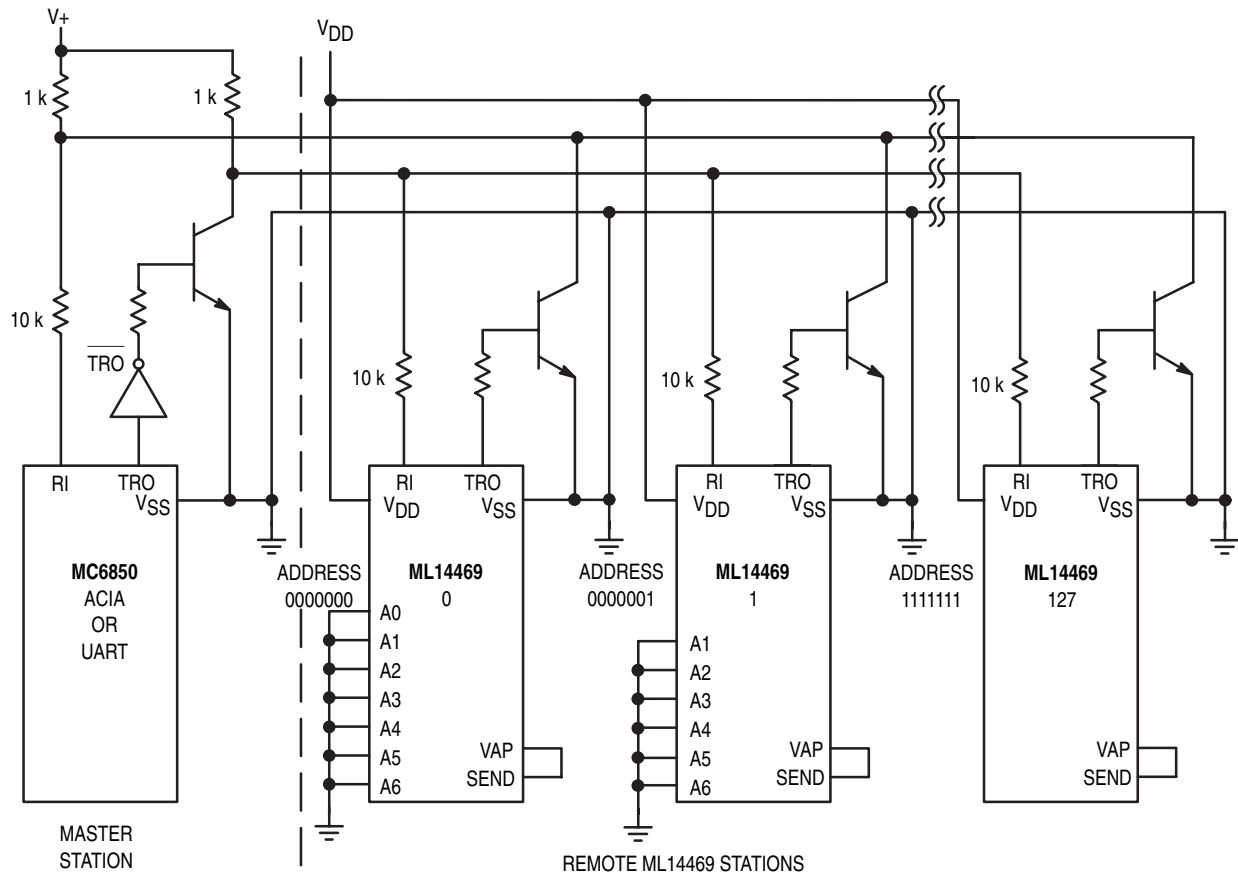 V+
VDD
1 k
1 k
10 k
TRO
10 k
10 k
10 k
RI
TRO
VSS
RI
TRO
VDD
VSS
RI
TRO
VDD
VSS
RI
TRO
VDD
VSS
MC6850
ACIA
OR
UART
ADDRESS
0000000
ML14469
0
A0
A1
A2
A3
A4
A5
A6
VAP
SEND
ADDRESS
0000001
ML14469
1
A1
A2
A3
A4
A5
A6
VAP
SEND
ADDRESS
1111111
ML14469
127
VAP
SEND
MASTER
STATION
REMOTE ML14469 STATIONS